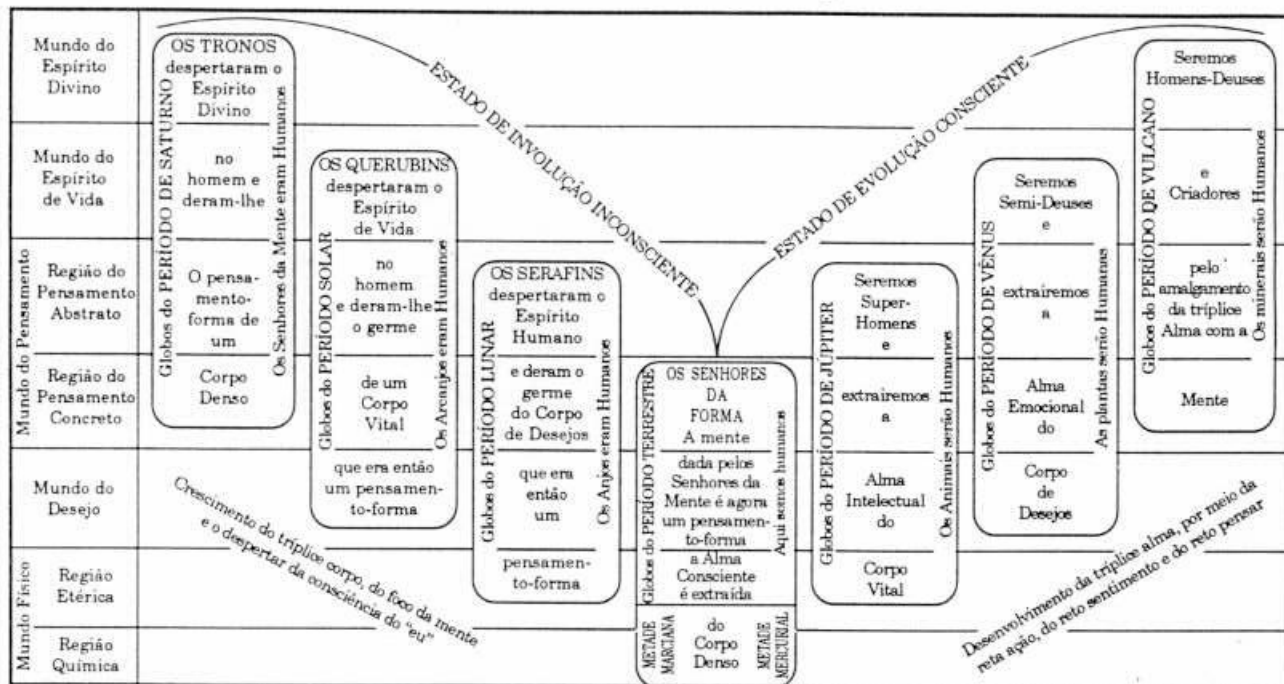 Mundo do
Espírito
Divino
Mundo do
Espírito
de Vida
Mundo do Pensamento
Região do
Pensamento
Abstrato
Região do
Pensamento
Concreto
Mundo do
Desejo
Mundo Físico
Região
Etérica
Região
Química
Globos do PERÍODO DE SATURNO
OS TRONOS
despertaram o
Espírito
Divino
no
homem e
deram-lhe
O pensa-
mento-
forma de
um
Corpo
Denso
Os Senhores da Mente eram Humanos
Globos do PERÍODO SOLAR
OS QUERUBINS
despertaram o
Espírito
de Vida
no
homem
e deram-lhe
o germe
de um
Corpo
Vital
que era então
um pensamen-
to-forma
Os Arcanjos eram Humanos
Globos do PERÍODO LUNAR
OS SERAFINS
despertaram o
Espírito
Humano
e deram o
germe
do Corpo
de Desejos
que era
então
um
pensamen-
to-forma
Os Anjos eram Humanos
ESTADO DE INVOLUÇÃO INCONSCIENTE
ESTADO DE EVOLUÇÃO CONSCIENTE
Globos do PERÍODO TERRESTRE
OS SENHORES
DA
FORMA
A mente
dada pelos
Senhores da
Mente é agora
um pensamen-
to-forma
a Alma
Consciente
é extraída
do
Corpo
Denso
Aqui somos humanos
METADE
MARCIANA
METADE
MERCURIAL
Globos do PERÍODO DE JÚPITER
Seremos
Super-
Homens
e
extrairemos
a
Alma
Intelectual
do
Corpo
Vital
Os Animais serão Humanos
Globos do PERÍODO DE VÊNUS
Seremos
Semi-Deuses
e
extrairemos
a
Alma
Emocional
do
Corpo
de
Desejos
As plantas serão Humanas
Globos do PERÍODO DE VULCANO
Seremos
Homens-Deuses
e
Criadores
pelo
amalgamento
da tríplice
Alma com a
Mente
Os minerais serão Humanos
Crescimento do tríplice corpo, do foco da mente
e o despertar da consciência do "eu"
Desenvolvimento da tríplice alma, por meio da
reta ação, do reto sentimento e do reto pensar